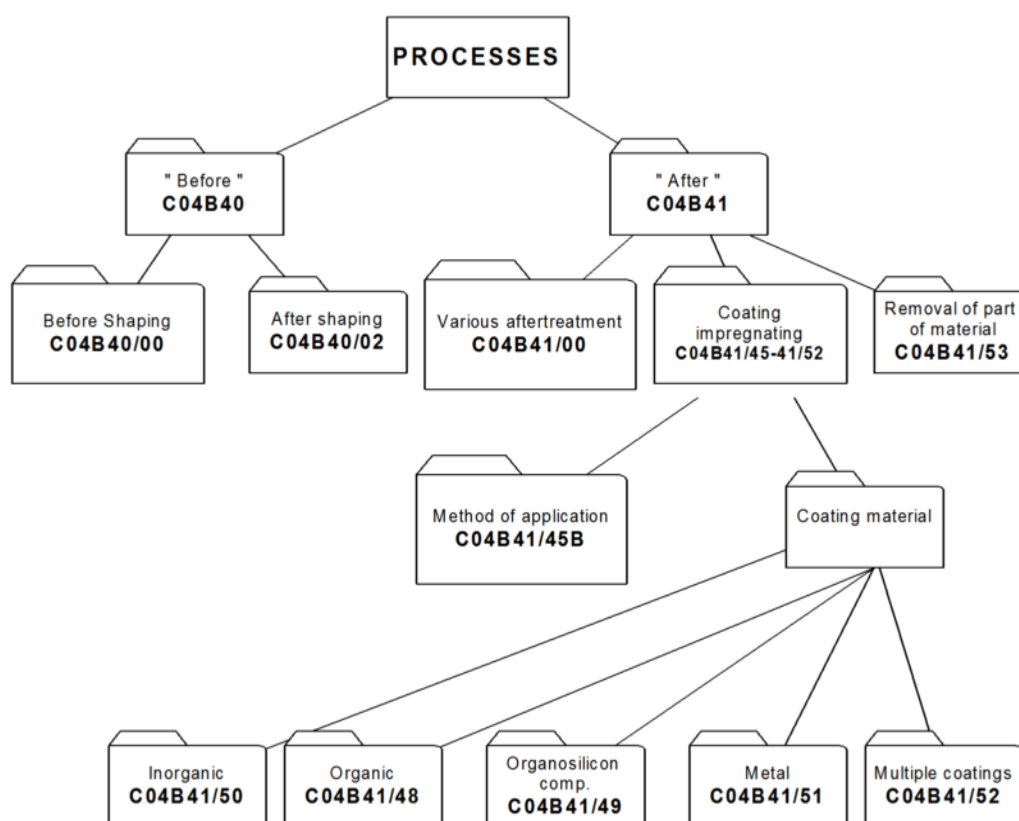 PROCESSES
" Before "
C04B40
" After "
C04B41
Before Shaping
C04B40/00
After shaping
C04B40/02
Various aftertreatment
C04B41/00
Coating
impregnating
C04B41/45-41/52
Removal of part
of material
C04B41/53
Method of application
C04B41/45B
Coating material
Inorganic
C04B41/50
Organic
C04B41/48
Organosilicon
comp.
C04B41/49
Metal
C04B41/51
Multiple coatings
C04B41/52